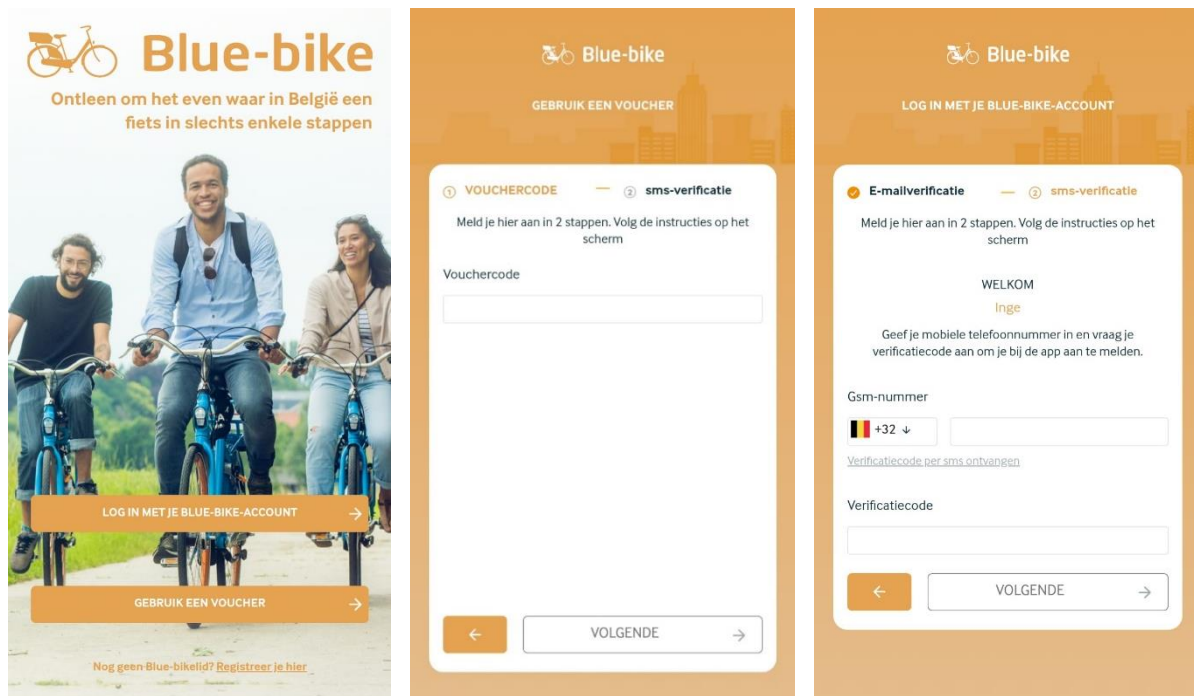 Blue-bike
Ontleen om het even waar in België een
fiets in slechts enkele stappen
LOG IN MET JE BLUE-BIKE-ACCOUNT
GEBRUIK EEN VOUCHER
Nog geen Blue-bikelid? Registreer je hier
Blue-bike
GEBRUIK EEN VOUCHER
1 VOUCHERCODE — 2 sms-verificatie
Meld je hier aan in 2 stappen. Volg de instructies op het
scherm
Vouchercode
VOLGENDE
Blue-bike
LOG IN MET JE BLUE-BIKE-ACCOUNT
E-mailverificatie — 2 sms-verificatie
Meld je hier aan in 2 stappen. Volg de instructies op het
scherm
WELKOM
Inge
Geef je mobiele telefoonnummer in en vraag je
verificatiecode aan om je bij de app aan te melden.
Gsm-nummer
+32
Verificatiecode per sms ontvangen
Verificatiecode
VOLGENDE